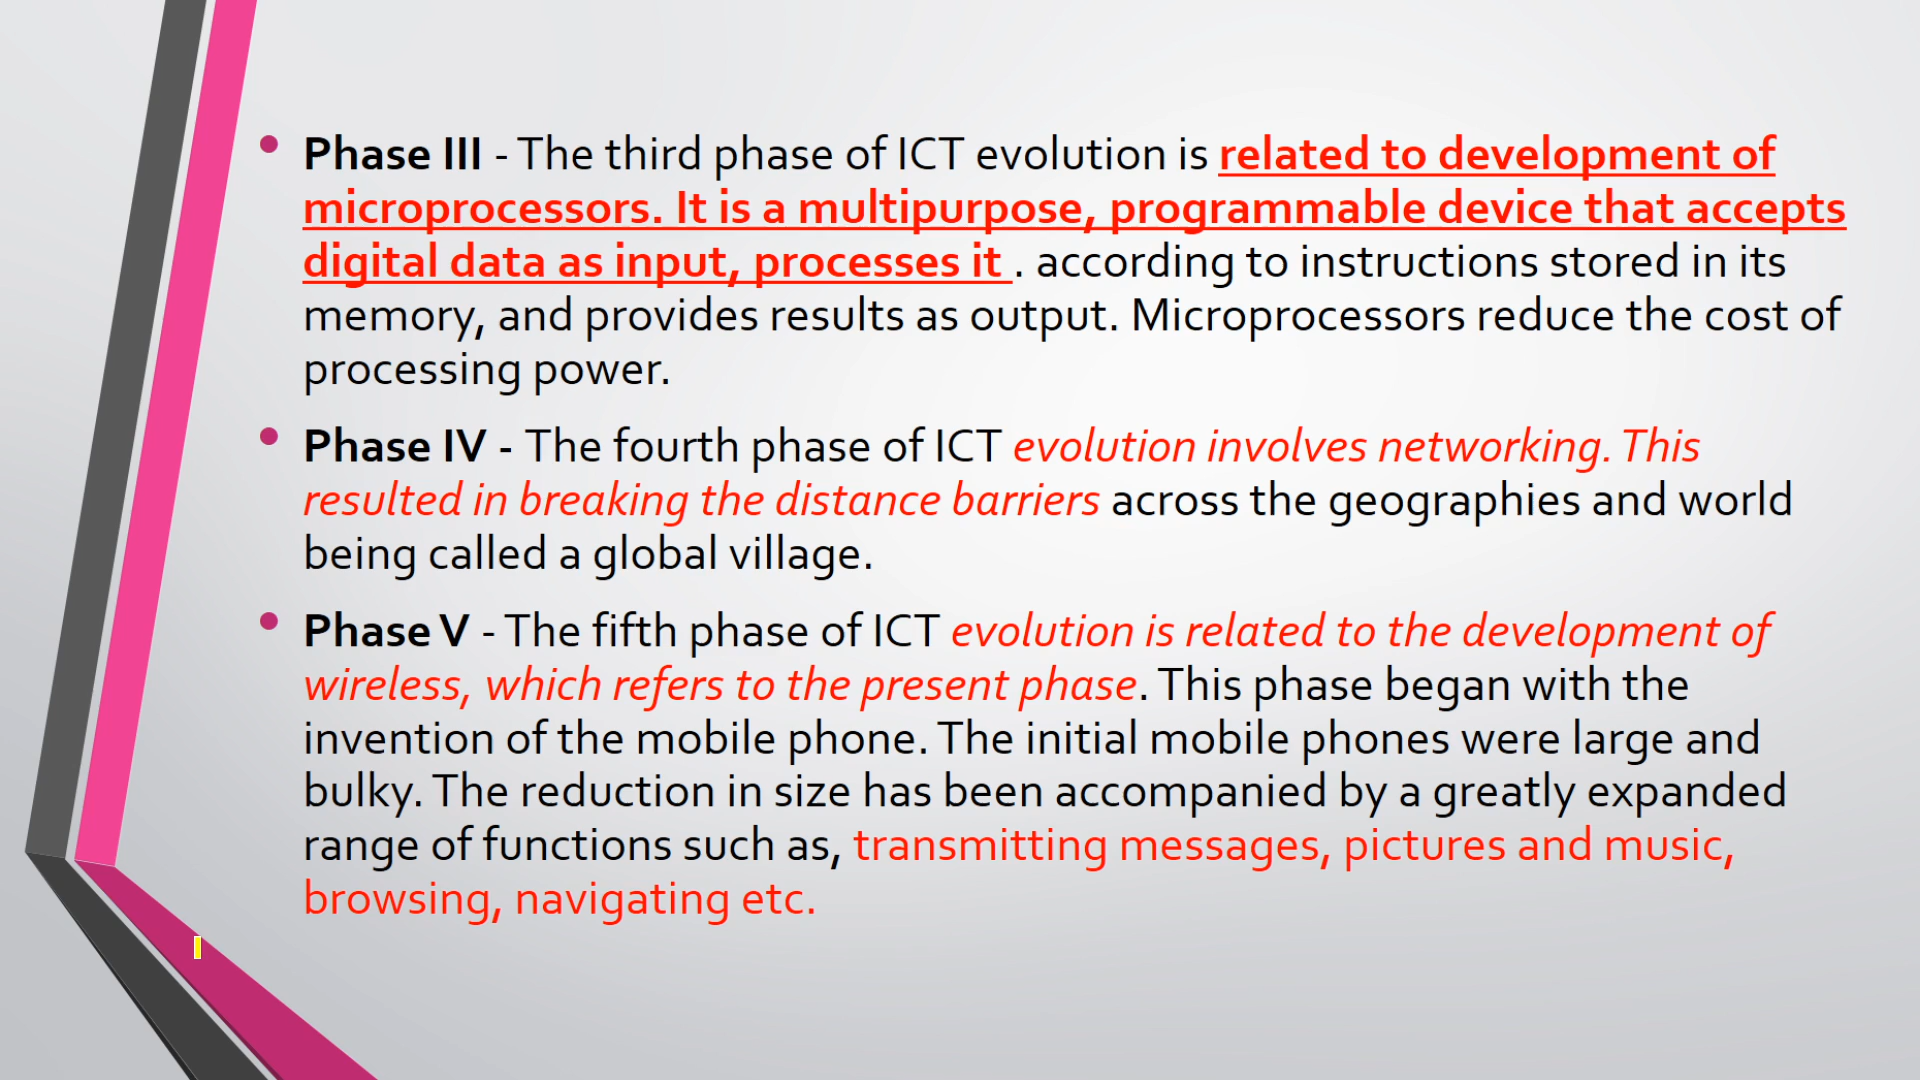 • Phase III - The third phase of ICT evolution is related to development of
microprocessors. It is a multipurpose, programmable device that accepts
digital data as input, processes it . according to instructions stored in its
memory, and provides results as output. Microprocessors reduce the cost of
processing power.
• Phase IV - The fourth phase of ICT evolution involves networking. This
resulted in breaking the distance barriers across the geographies and world
being called a global village.
• Phase V - The fifth phase of ICT evolution is related to the development of
wireless, which refers to the present phase. This phase began with the
invention of the mobile phone. The initial mobile phones were large and
bulky. The reduction in size has been accompanied by a greatly expanded
range of functions such as, transmitting messages, pictures and music,
browsing, navigating etc.